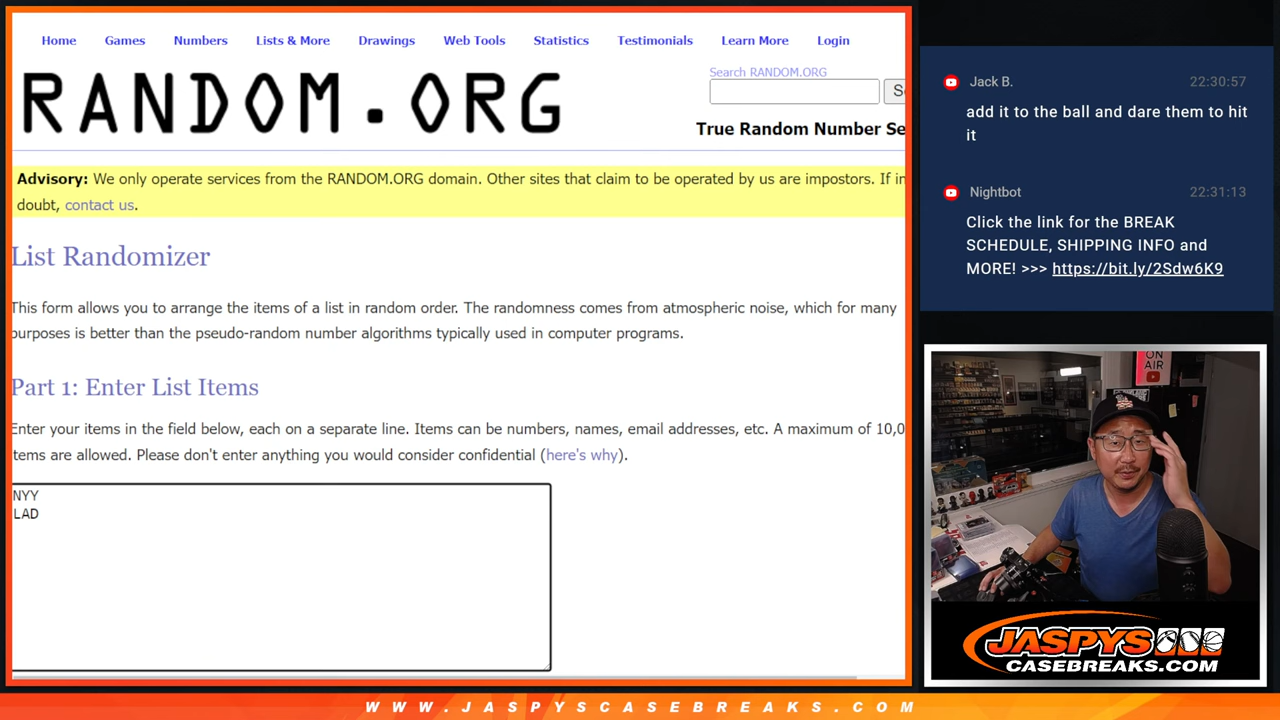 Home Games Numbers Lists & More Drawings Web Tools Statistics Testimonials Learn More Login
RANDOM.ORG
Search RANDOM.ORG
True Random Number Se
Advisory: We only operate services from the RANDOM.ORG domain. Other sites that claim to be operated by us are impostors. If in
doubt, contact us.
List Randomizer
This form allows you to arrange the items of a list in random order. The randomness comes from atmospheric noise, which for many
purposes is better than the pseudo-random number algorithms typically used in computer programs.
Part 1: Enter List Items
Enter your items in the field below, each on a separate line. Items can be numbers, names, email addresses, etc. A maximum of 10,0
items are allowed. Please don't enter anything you would consider confidential (here's why).
NYY
LAD
Jack B. 22:30:57
add it to the ball and dare them to hit
it
Nightbot 22:31:13
Click the link for the BREAK
SCHEDULE, SHIPPING INFO and
MORE! >>> https://bit.ly/2Sdw6K9
ON
AIR
JASPYS
CASEBREAKS.COM
WWW.JASPYSCASEBREAKS.COM